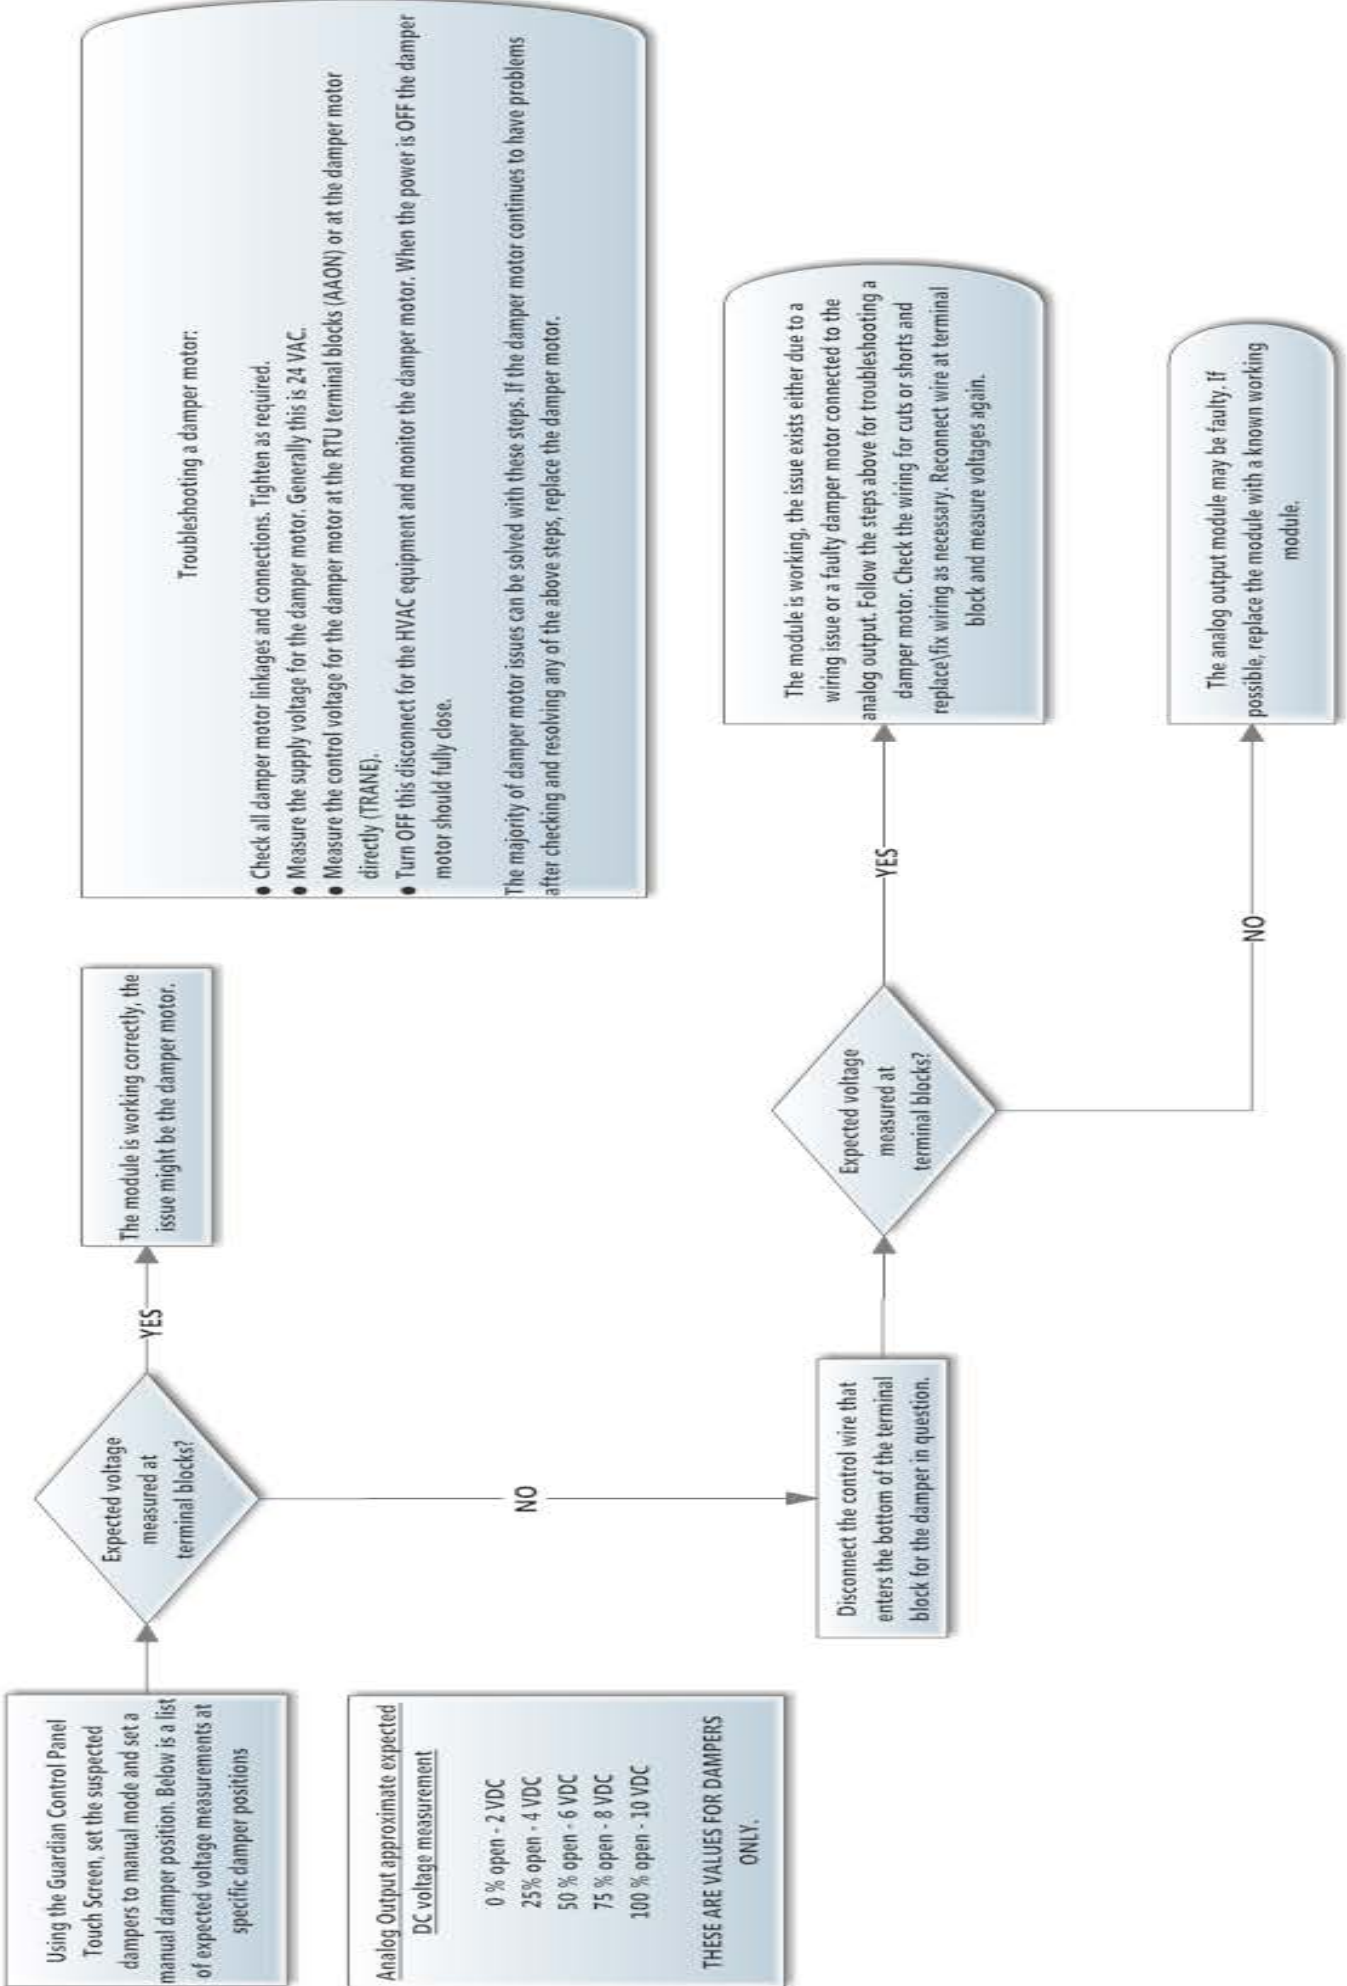 Using the Guardian Control Panel
Touch Screen, set the suspected
dampers to manual mode and set a
manual damper position. Below is a list
of expected voltage measurements at
specific damper positions
Expected voltage
measured at
terminal blocks?
YES
The module is working correctly, the
issue might be the damper motor.
Troubleshooting a damper motor:
● Check all damper motor linkages and connections. Tighten as required.
● Measure the supply voltage for the damper motor. Generally this is 24 VAC.
● Measure the control voltage for the damper motor at the RTU terminal blocks (AAON) or at the damper motor
directly (TRANE).
● Turn OFF this disconnect for the HVAC equipment and monitor the damper motor. When the power is OFF the damper
motor should fully close.
The majority of damper motor issues can be solved with these steps. If the damper motor continues to have problems
after checking and resolving any of the above steps, replace the damper motor.
Analog Output approximate expected
DC voltage measurement
0 % open - 2 VDC
25% open - 4 VDC
50 % open - 6 VDC
75 % open - 8 VDC
100 % open - 10 VDC
THESE ARE VALUES FOR DAMPERS
ONLY.
NO
Disconnect the control wire that
enters the bottom of the terminal
block for the damper in question.
Expected voltage
measured at
terminal blocks?
YES
The module is working, the issue exists either due to a
wiring issue or a faulty damper motor connected to the
analog output. Follow the steps above for troubleshooting a
damper motor. Check the wiring for cuts or shorts and
replace\fix wiring as necessary. Reconnect wire at terminal
block and measure voltages again.
NO
The analog output module may be faulty. If
possible, replace the module with a known working
module.